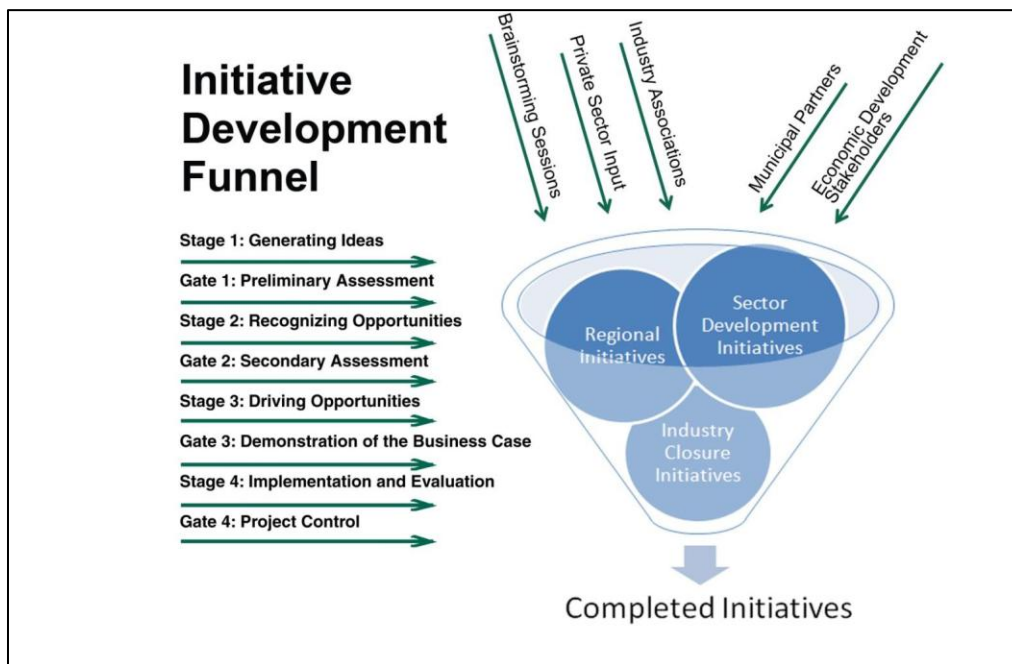 Initiative
Development
Funnel
Stage 1: Generating Ideas
Gate 1: Preliminary Assessment
Stage 2: Recognizing Opportunities
Gate 2: Secondary Assessment
Stage 3: Driving Opportunities
Gate 3: Demonstration of the Business Case
Stage 4: Implementation and Evaluation
Gate 4: Project Control
Brainstorming Sessions
Private Sector Input
Industry Associations
Municipal Partners
Economic Development
Stakeholders
Regional
Initiatives
Sector
Development
Initiatives
Industry
Closure
Initiatives
Completed Initiatives